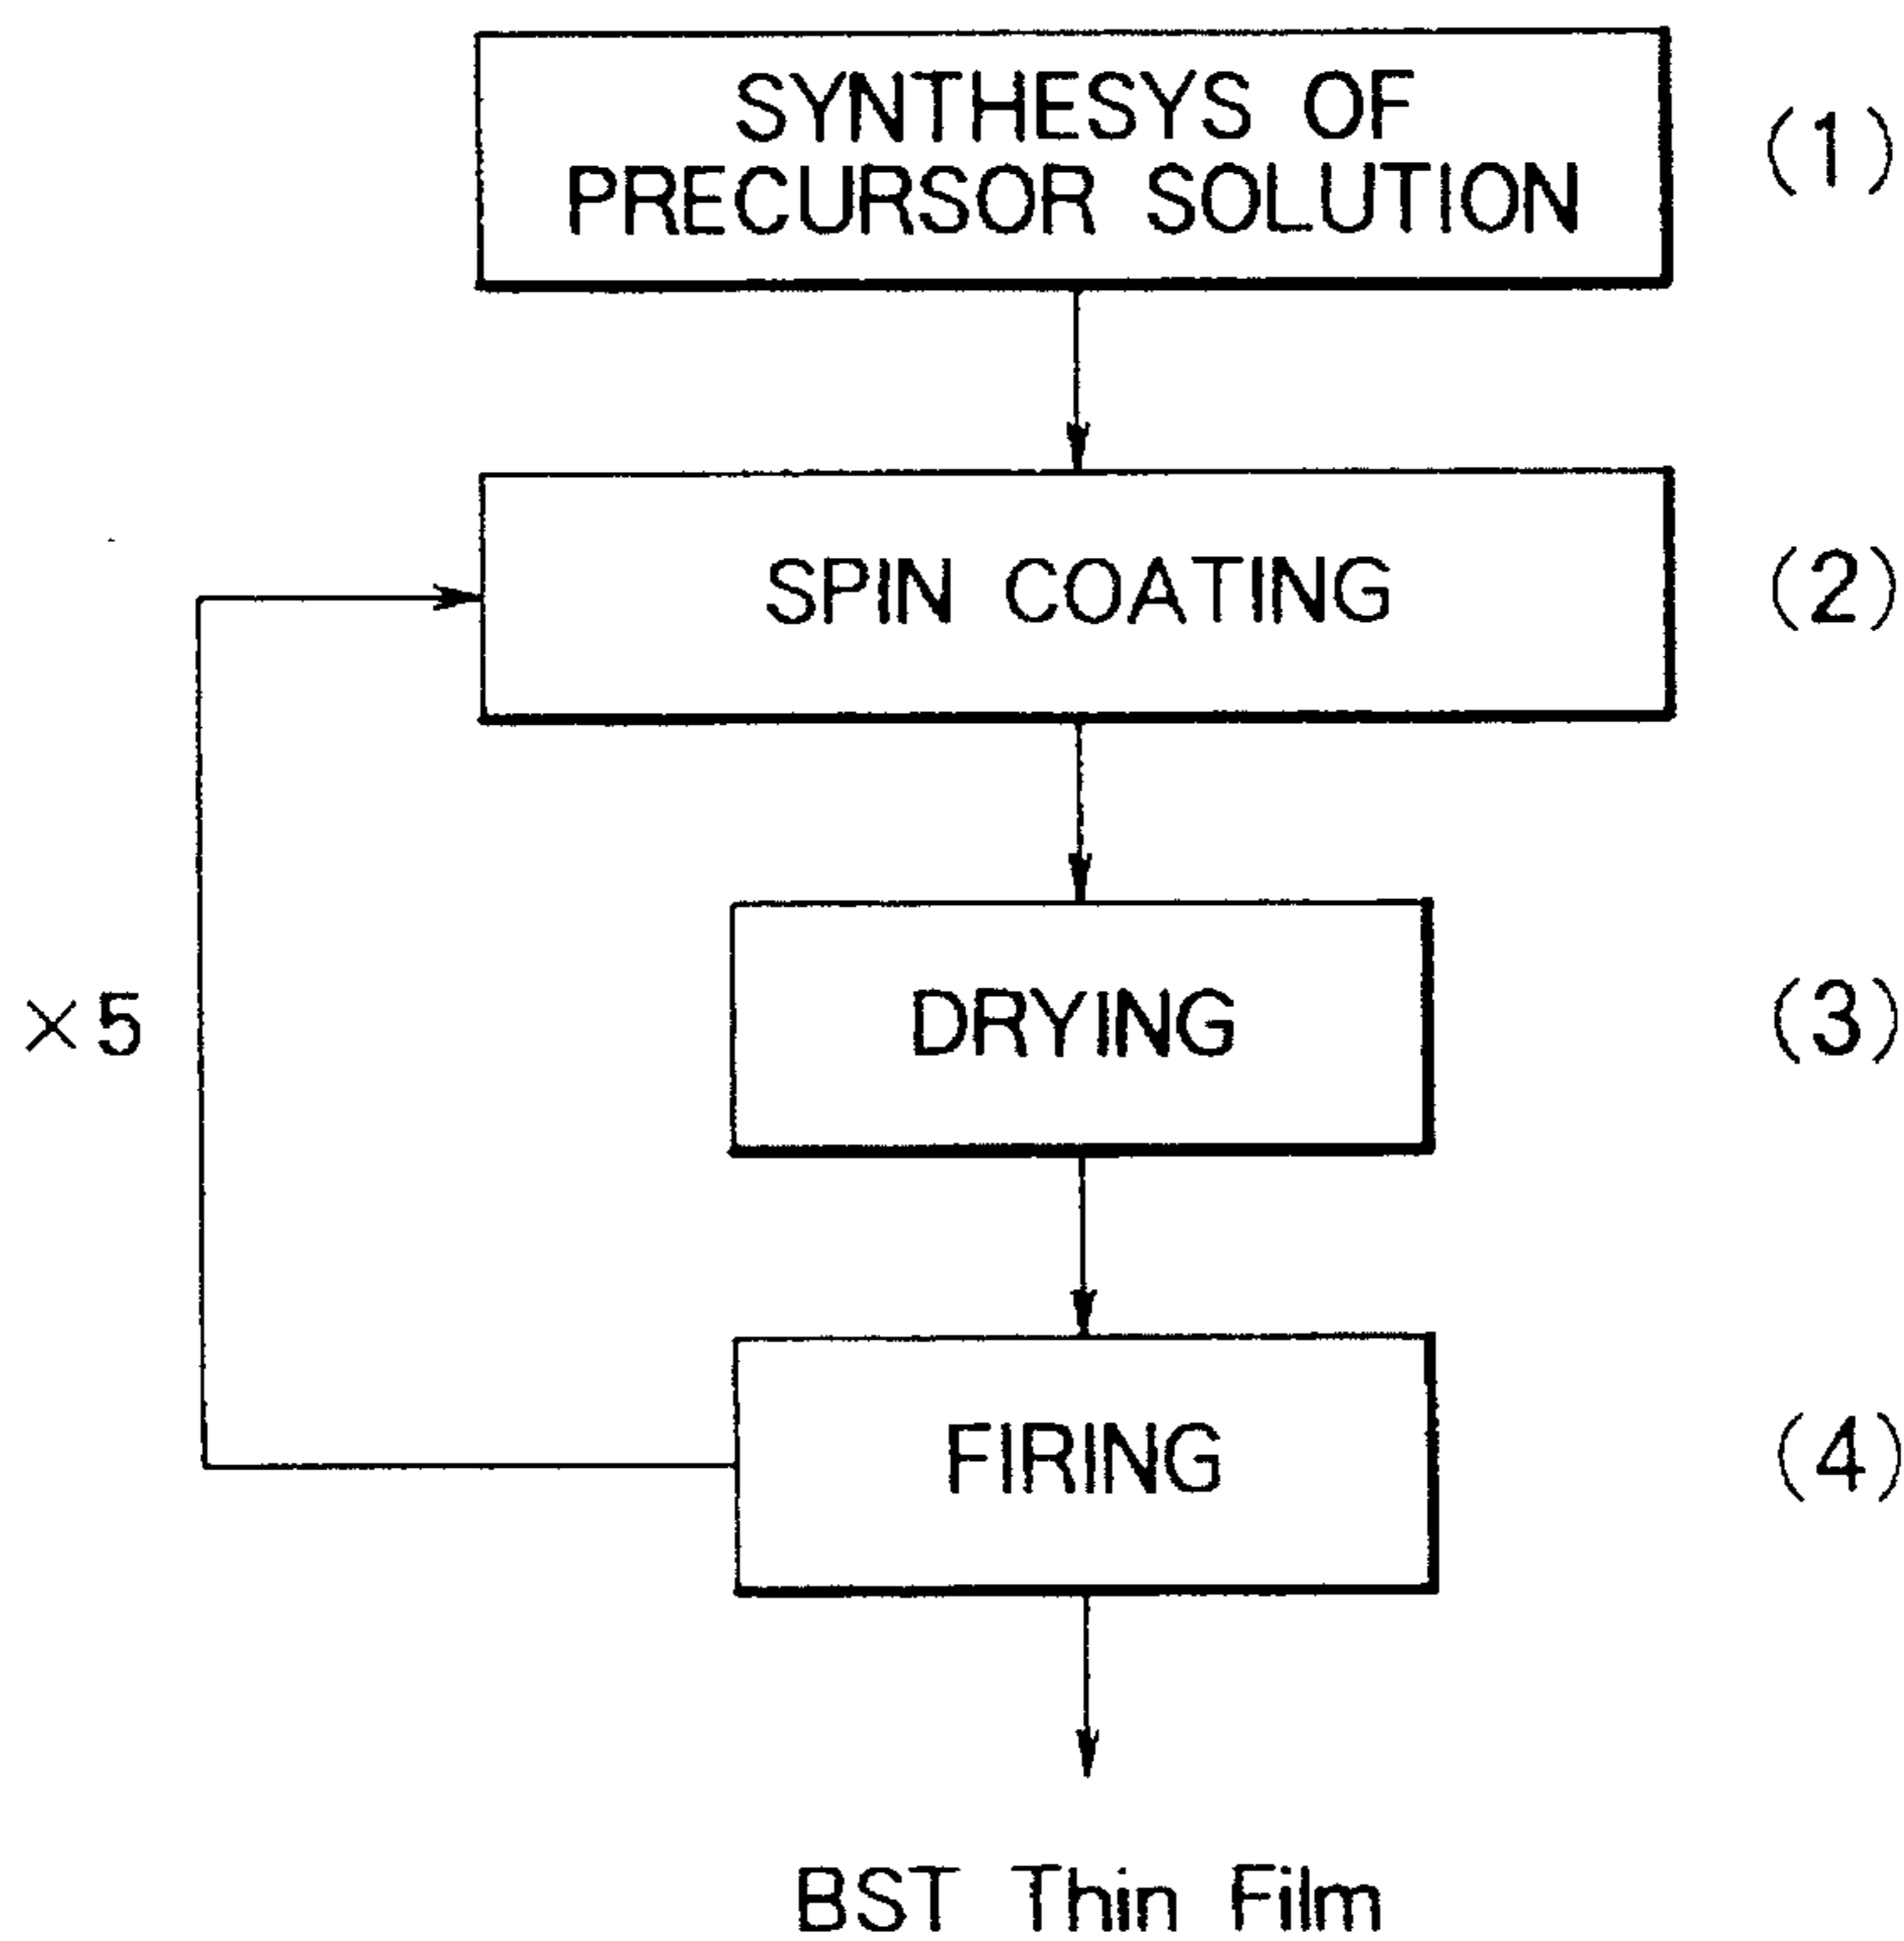 SYNTHESYS OF
PRECURSOR SOLUTION
(1)
SPIN COATING
(2)
×5
DRYING
(3)
FIRING
(4)
BST Thin Film